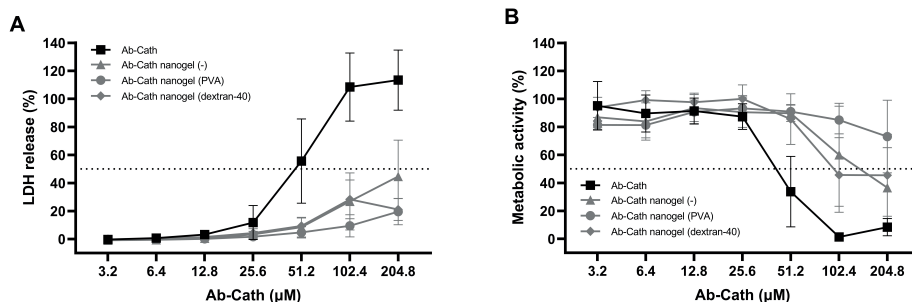 A
140
120
100
80
60
40
20
0
LDH release (%)
Ab-Cath
Ab-Cath nanogel (-)
Ab-Cath nanogel (PVA)
Ab-Cath nanogel (dextran-40)
3.2 6.4 12.8 25.6 51.2 102.4 204.8
Ab-Cath (µM)
B
140
120
100
80
60
40
20
0
Metabolic activity (%)
Ab-Cath
Ab-Cath nanogel (-)
Ab-Cath nanogel (PVA)
Ab-Cath nanogel (dextran-40)
3.2 6.4 12.8 25.6 51.2 102.4 204.8
Ab-Cath (µM)